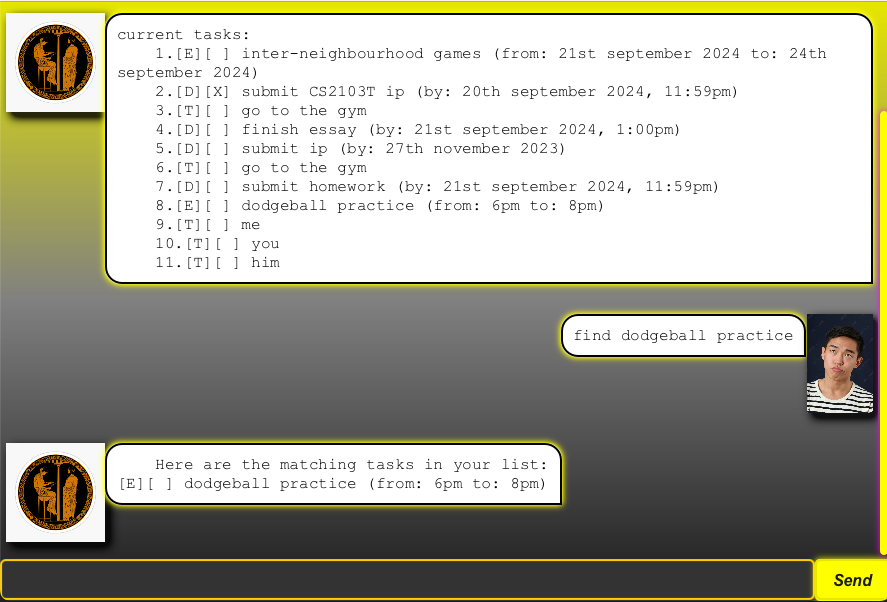 current tasks:
1.[E][ ] inter-neighbourhood games (from: 21st september 2024 to: 24th
september 2024)
2.[D][X] submit CS2103T ip (by: 20th september 2024, 11:59pm)
3.[T][ ] go to the gym
4.[D][ ] finish essay (by: 21st september 2024, 1:00pm)
5.[D][ ] submit ip (by: 27th november 2023)
6.[T][ ] go to the gym
7.[D][ ] submit homework (by: 21st september 2024, 11:59pm)
8.[E][ ] dodgeball practice (from: 6pm to: 8pm)
9.[T][ ] me
10.[T][ ] you
11.[T][ ] him
find dodgeball practice
Here are the matching tasks in your list:
[E][ ] dodgeball practice (from: 6pm to: 8pm)
Send